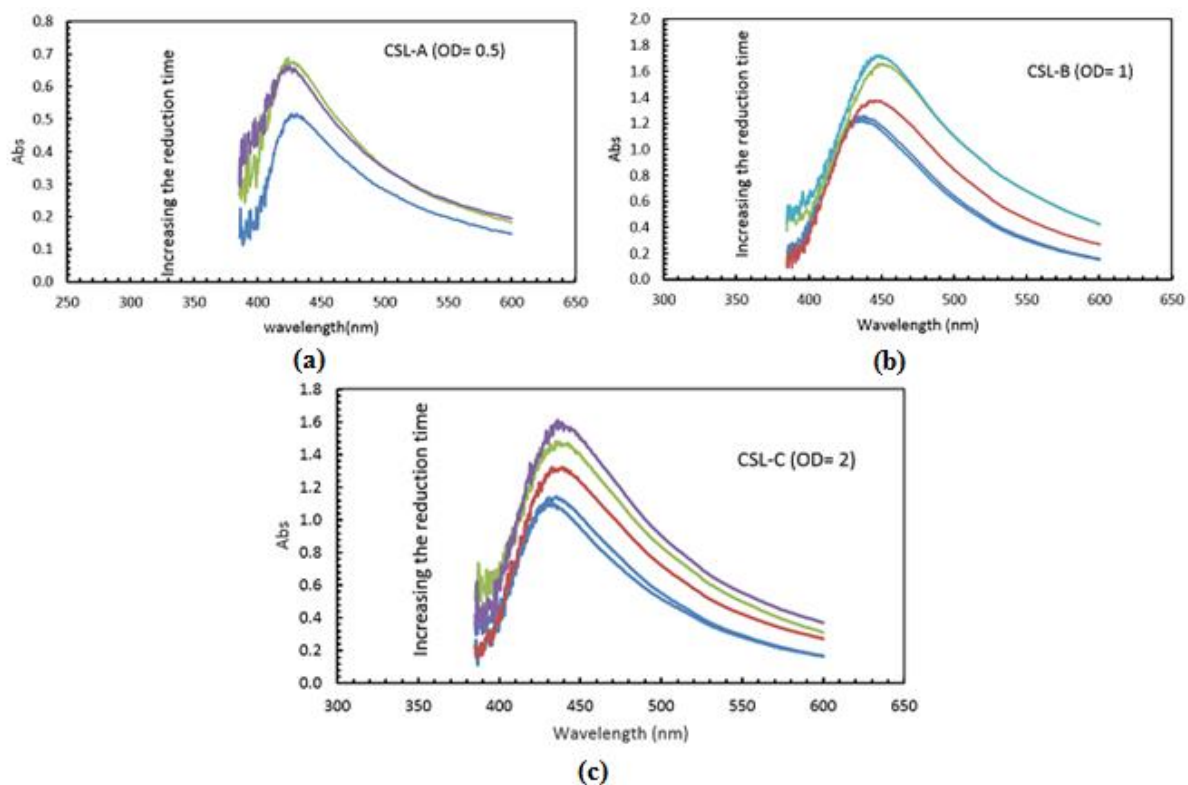 CSL-A (OD= 0.5)
Abs
0.8
0.7
0.6
0.5
0.4
0.3
0.2
0.1
0.0
Increasing the reduction time
250 300 350 400 450 500 550 600 650
wavelength(nm)
(a)
CSL-B (OD= 1)
Abs
2.0
1.8
1.6
1.4
1.2
1.0
0.8
0.6
0.4
0.2
0.0
Increasing the reduction time
300 350 400 450 500 550 600 650
Wavelength (nm)
(b)
CSL-C (OD= 2)
Abs
1.8
1.6
1.4
1.2
1.0
0.8
0.6
0.4
0.2
0.0
Increasing the reduction time
300 350 400 450 500 550 600 650
Wavelength (nm)
(c)